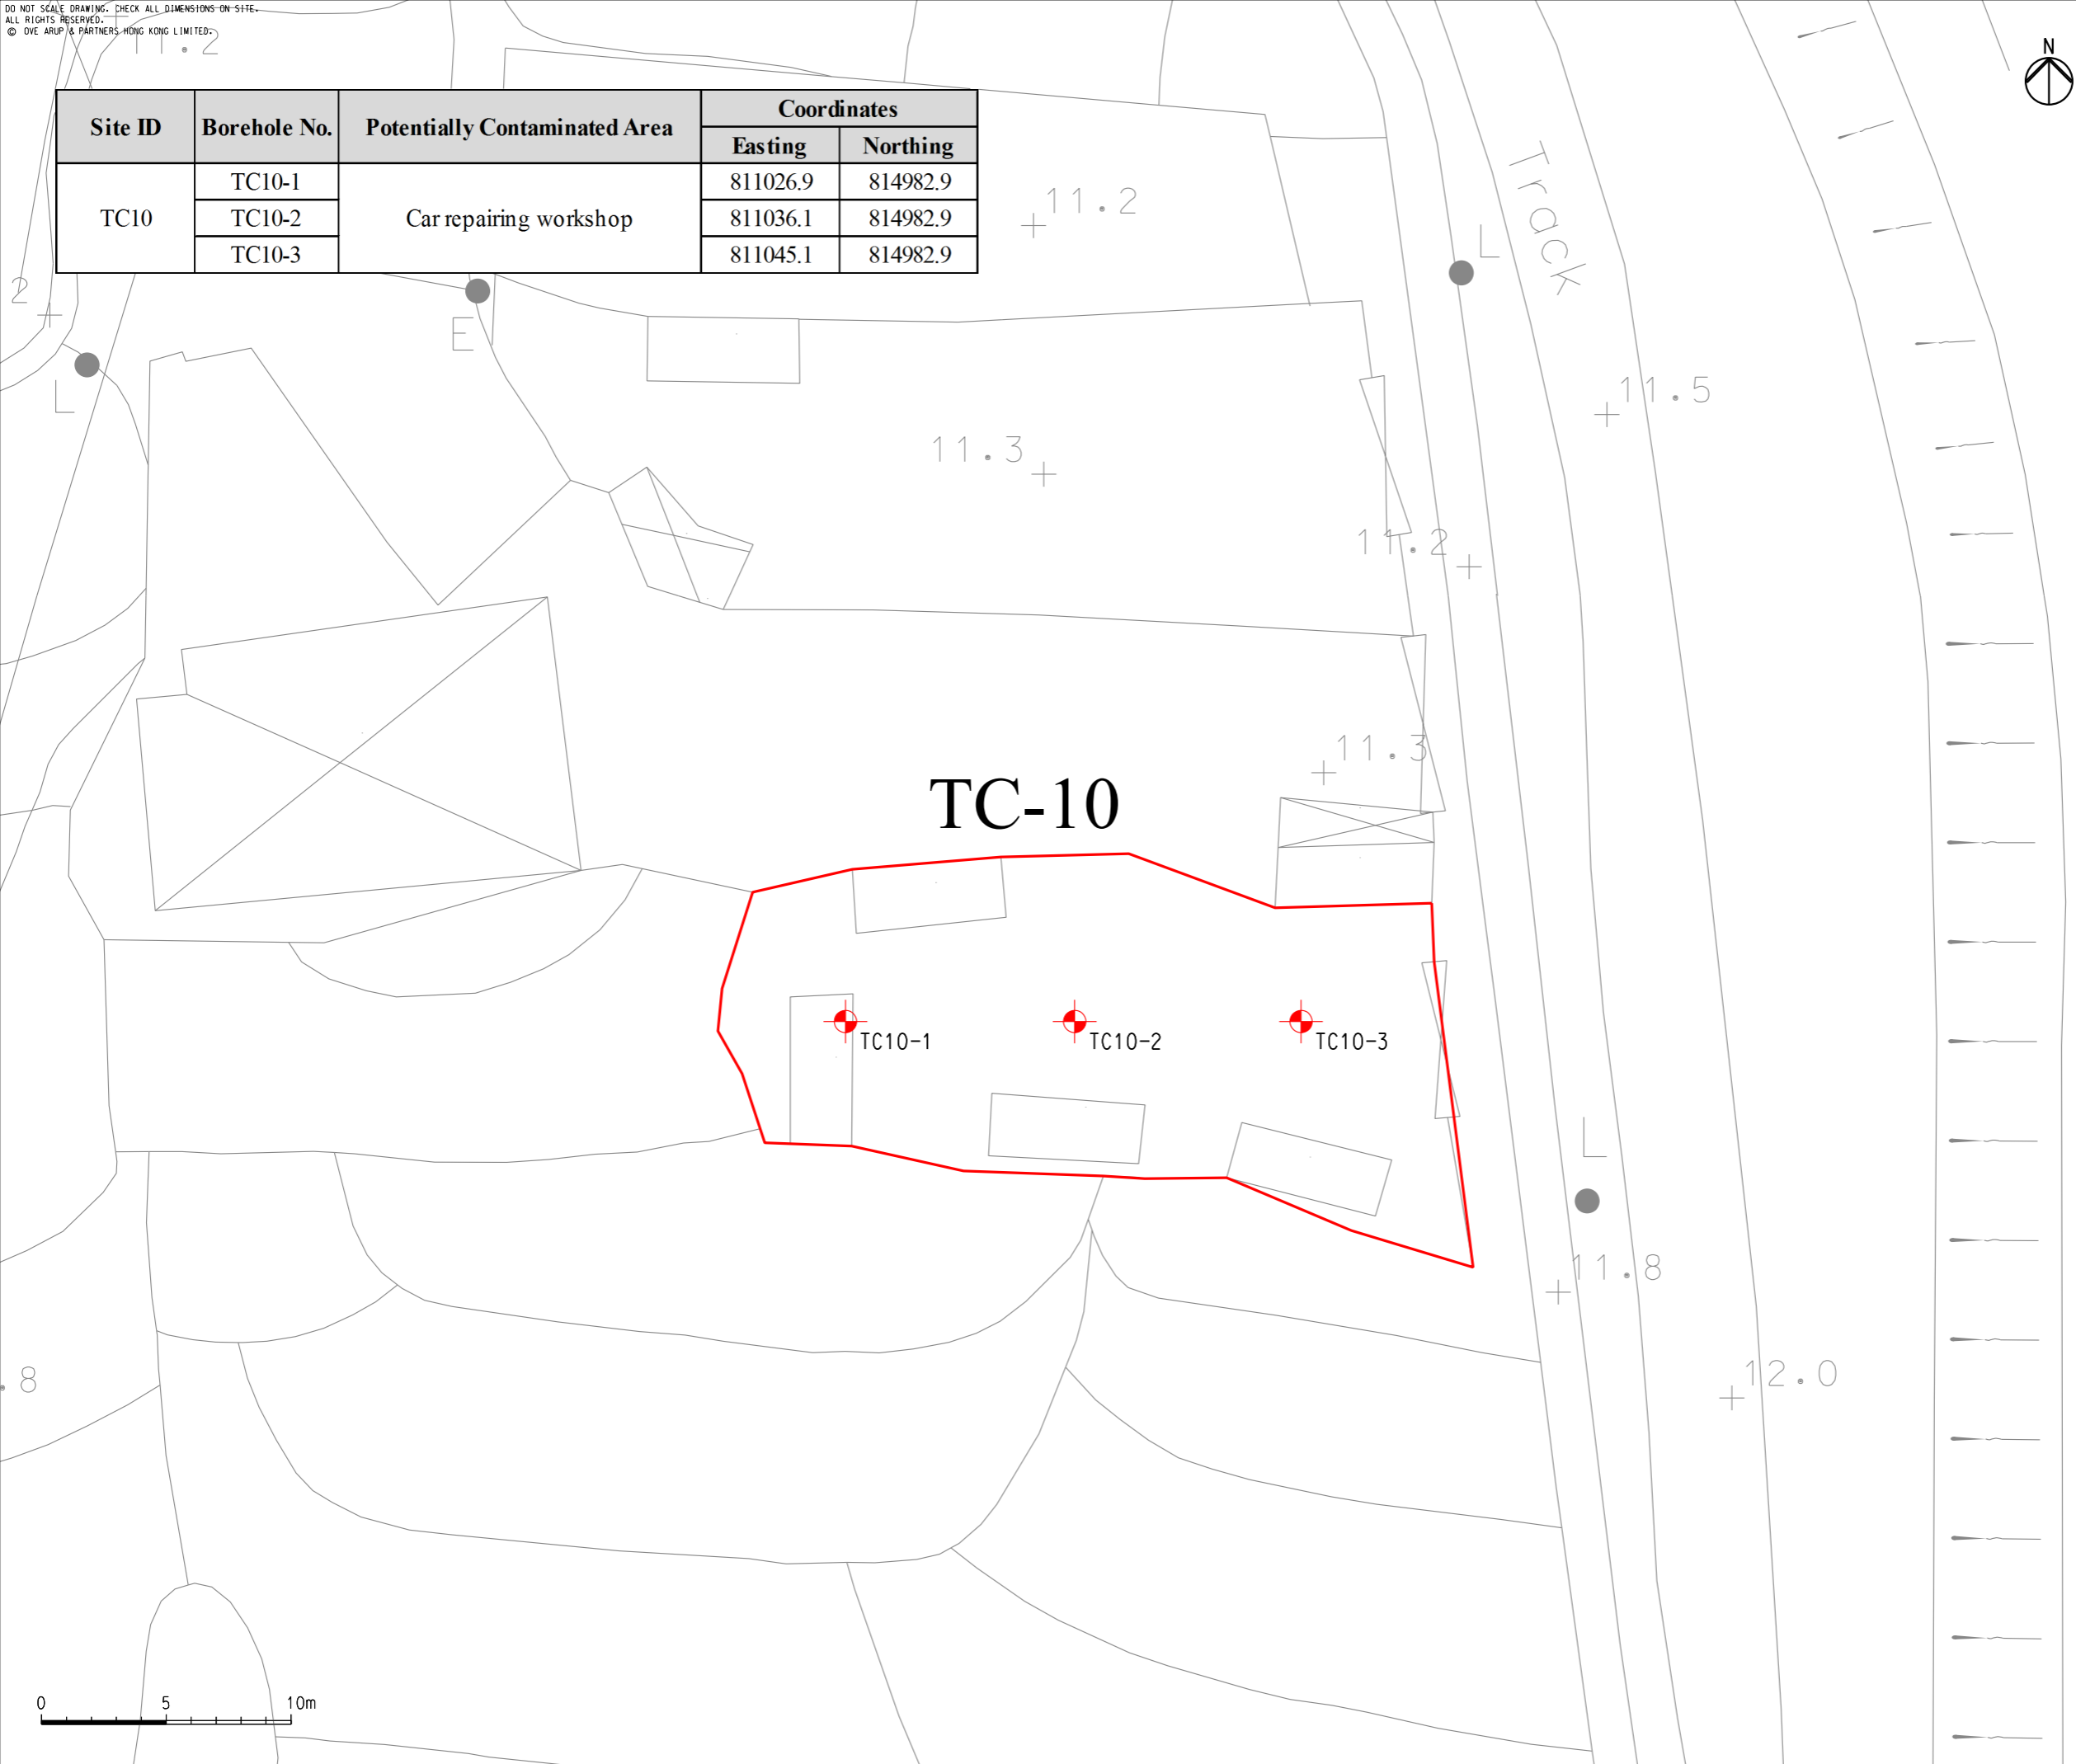 DO NOT SCALE DRAWING. CHECK ALL DIMENSIONS ON SITE.
ALL RIGHTS RESERVED.
© OVE ARUP & PARTNERS HONG KONG LIMITED.
11.2
N
Site ID Borehole No. Potentially Contaminated Area Coordinates
Easting Northing
TC10-1 811026.9 814982.9
TC10 TC10-2 Car repairing workshop 811036.1 814982.9
TC10-3 811045.1 814982.9
11.2
Track
L
2
E
L
11.5
11.3
11.2
11.3
TC-10
TC10-1
TC10-2
TC10-3
L
11.8
12.0
.8
0 5 10m